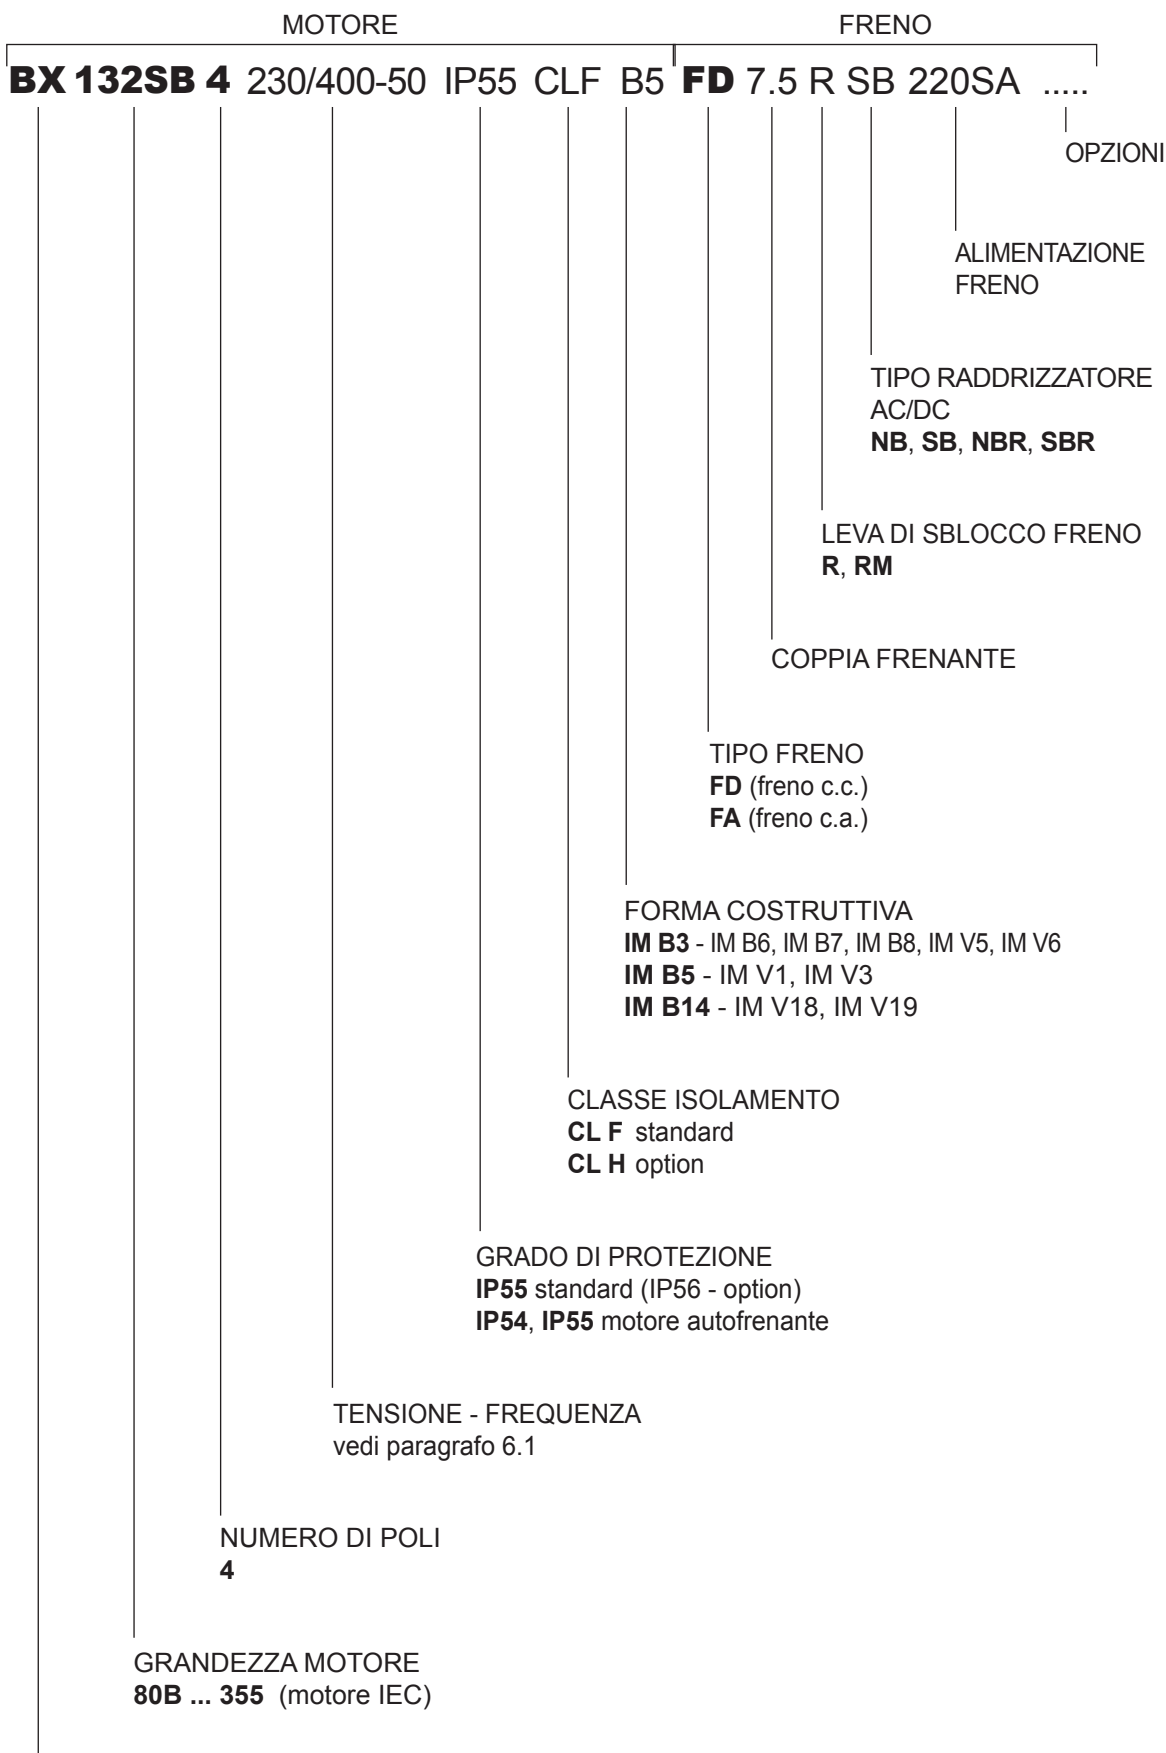 MOTORE FRENO
BX 132SB 4 230/400-50 IP55 CLF B5 FD 7.5 R SB 220SA .....
OPZIONI
ALIMENTAZIONE
FRENO
TIPO RADDRIZZATORE
AC/DC
NB, SB, NBR, SBR
LEVA DI SBLOCCO FRENO
R, RM
COPPIA FRENANTE
TIPO FRENO
FD (freno c.c.)
FA (freno c.a.)
FORMA COSTRUTTIVA
IM B3 - IM B6, IM B7, IM B8, IM V5, IM V6
IM B5 - IM V1, IM V3
IM B14 - IM V18, IM V19
CLASSE ISOLAMENTO
CL F standard
CL H option
GRADO DI PROTEZIONE
IP55 standard (IP56 - option)
IP54, IP55 motore autofrenante
TENSIONE - FREQUENZA
vedi paragrafo 6.1
NUMERO DI POLI
4
GRANDEZZA MOTORE
80B ... 355 (motore IEC)